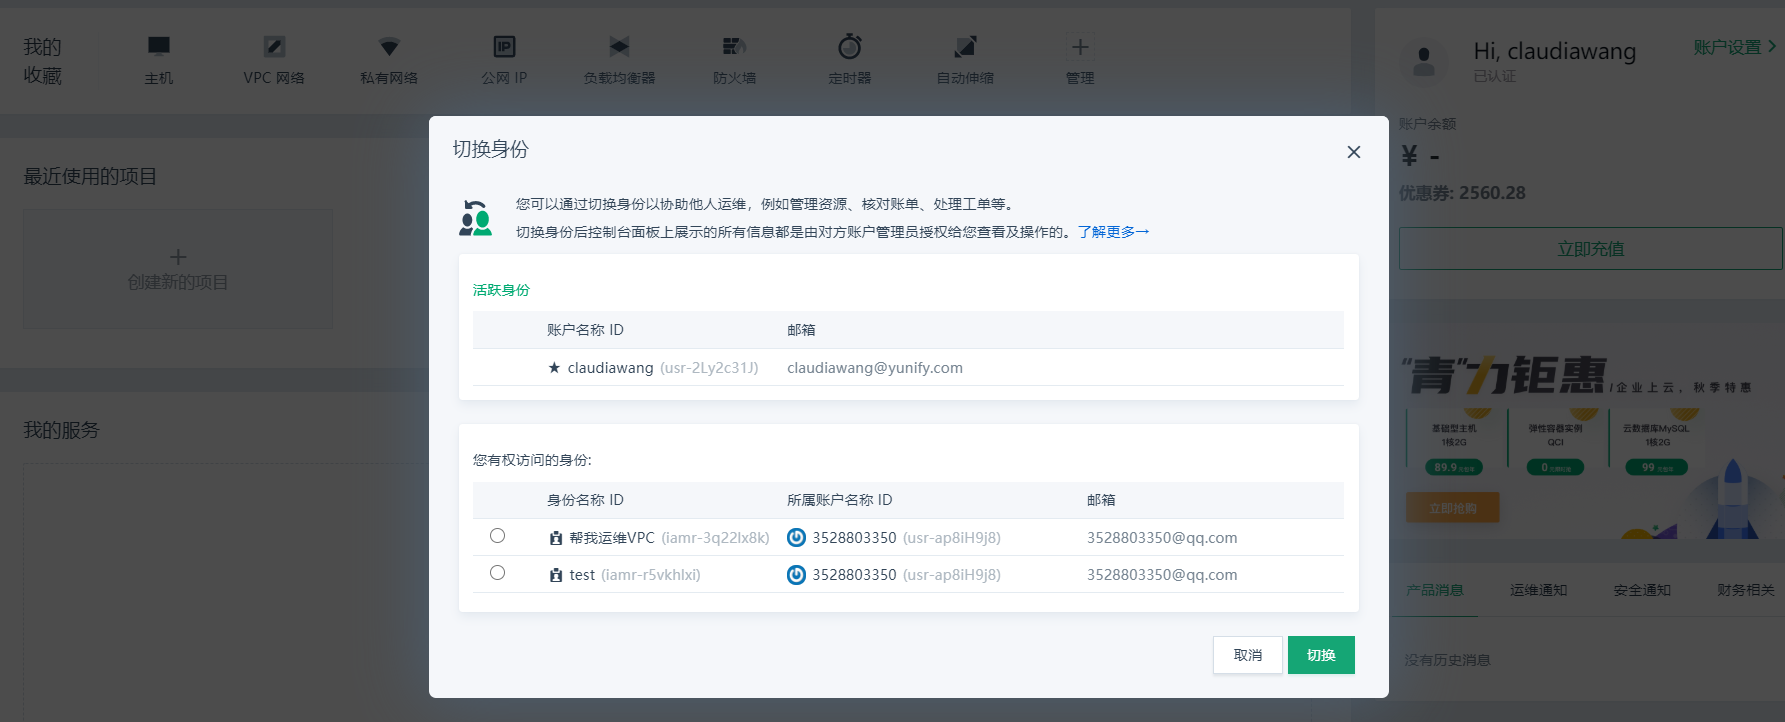 我的
收藏
主机
VPC 网络
私有网络
公网 IP
负载均衡器
防火墙
定时器
自动伸缩
管理
Hi, claudiawang
已认证
账户设置
账户余额
¥ -
优惠券: 2560.28
立即充值
最近使用的项目
创建新的项目
我的服务
切换身份
您可以通过切换身份以协助他人运维，例如管理资源、核对账单、处理工单等。
切换身份后控制台面板上展示的所有信息都是由对方账户管理员授权给您查看及操作的。了解更多→
活跃身份
账户名称 ID 邮箱
★ claudiawang (usr-2Ly2c31J) claudiawang@yunify.com
您有权访问的身份:
身份名称 ID 所属账户名称 ID 邮箱
帮我运维VPC (iamr-3q22lx8k) 3528803350 (usr-ap8iH9j8) 3528803350@qq.com
test (iamr-r5vkhlxi) 3528803350 (usr-ap8iH9j8) 3528803350@qq.com
取消 切换
"青"力钜惠 /企业上云，秋季特惠
基础型主机
1核2G
89.9
弹性容器实例
QCI
0
云数据库MySQL
1核2G
99
立即抢购
产品消息 运维通知 安全通知 财务相关
没有历史消息